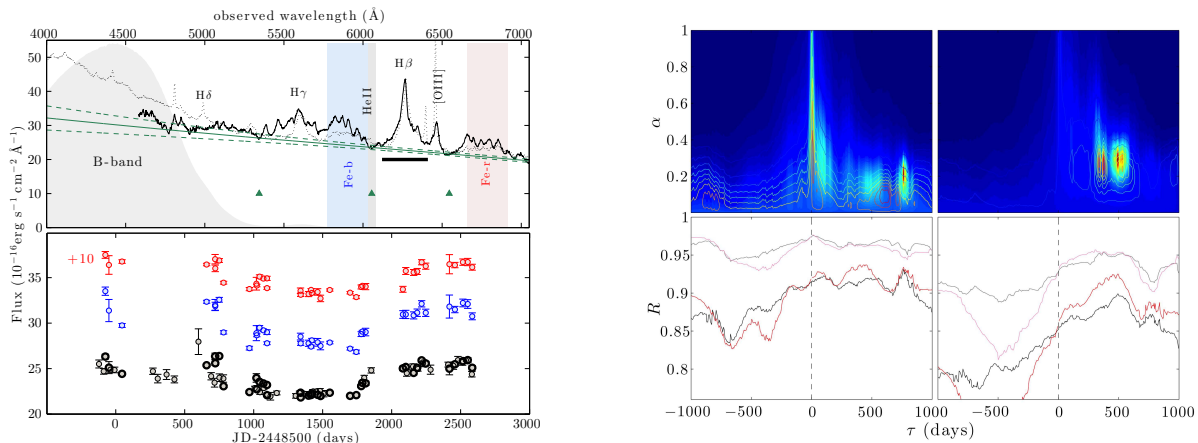 observed wavelength (Å)
4000 4500 5000 5500 6000 6500 7000
50
40
30
20
10
0
Hδ
Hγ
HeII
Hβ
[OIII]
B-band
Fe-b
Fe-r
Flux (10⁻¹⁶erg s⁻¹ cm⁻² Å⁻¹)
+10
35
30
25
20
0 500 1000 1500 2000 2500 3000
JD-2448500 (days)
1
0.8
0.6
0.4
0.2
α
1
0.95
0.9
0.85
0.8
R
−1000 −500 0 500 1000 −500 0 500 1000
τ (days)